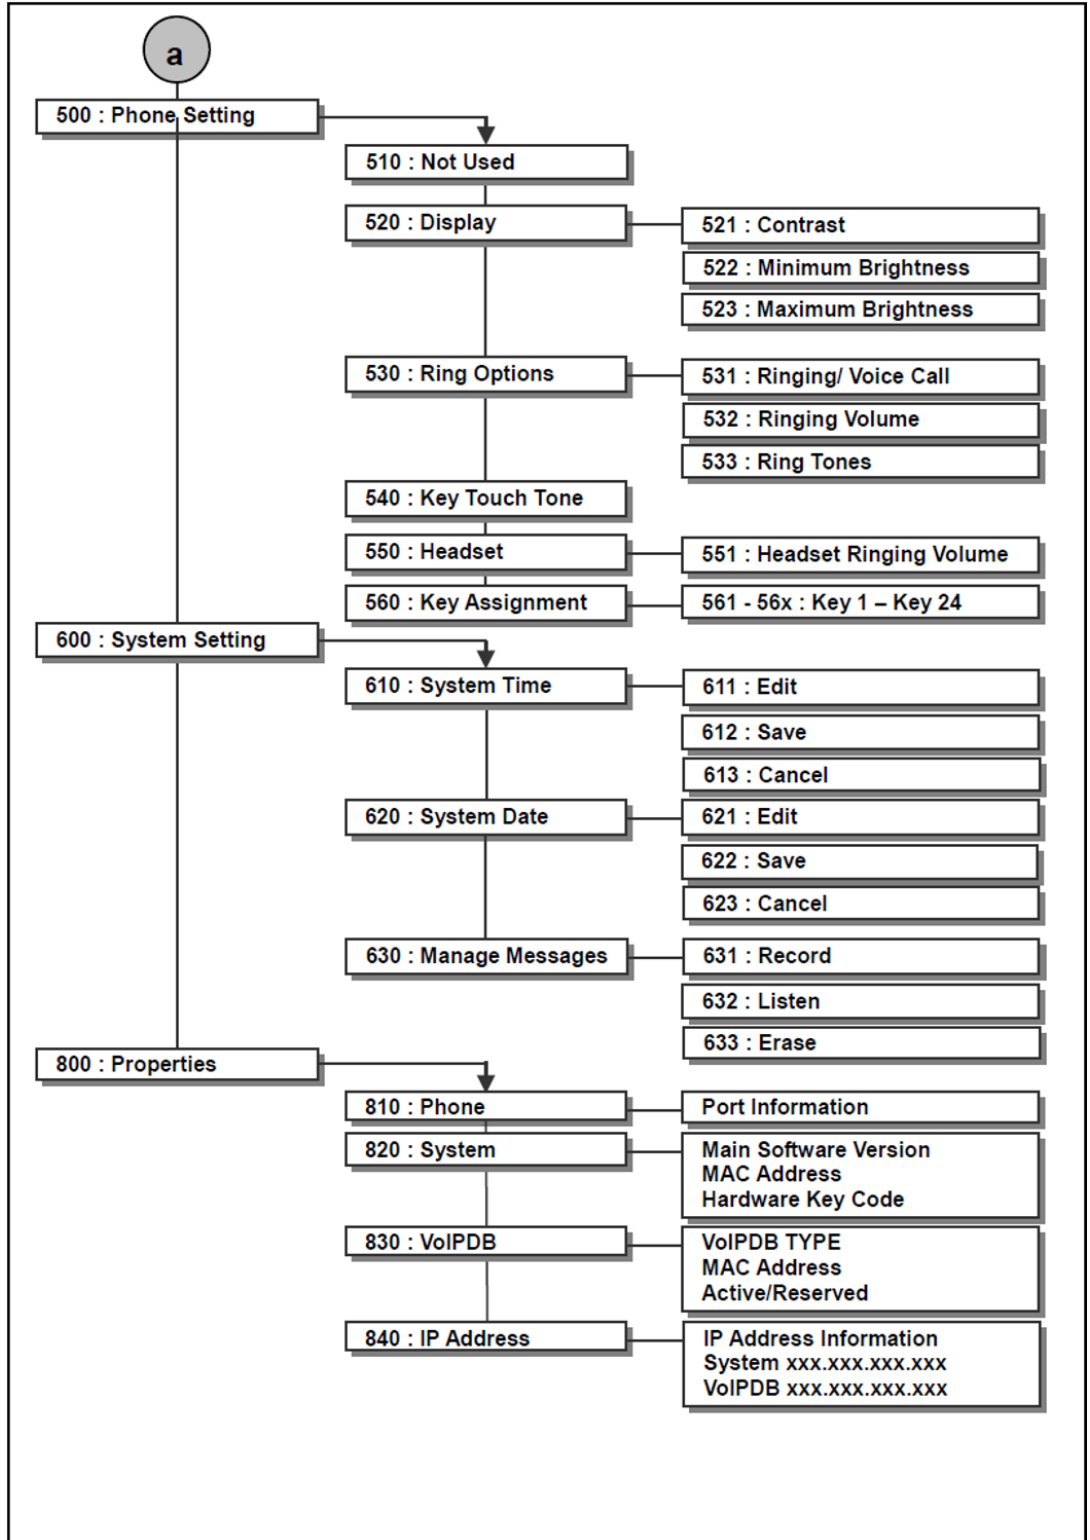 a
500 : Phone Setting
510 : Not Used
520 : Display
521 : Contrast
522 : Minimum Brightness
523 : Maximum Brightness
530 : Ring Options
531 : Ringing/ Voice Call
532 : Ringing Volume
533 : Ring Tones
540 : Key Touch Tone
550 : Headset
551 : Headset Ringing Volume
560 : Key Assignment
561 - 56x : Key 1 – Key 24
600 : System Setting
610 : System Time
611 : Edit
612 : Save
613 : Cancel
620 : System Date
621 : Edit
622 : Save
623 : Cancel
630 : Manage Messages
631 : Record
632 : Listen
633 : Erase
800 : Properties
810 : Phone
Port Information
820 : System
Main Software Version
MAC Address
Hardware Key Code
830 : VoIPDB
VoIPDB TYPE
MAC Address
Active/Reserved
840 : IP Address
IP Address Information
System xxx.xxx.xxx.xxx
VoIPDB xxx.xxx.xxx.xxx